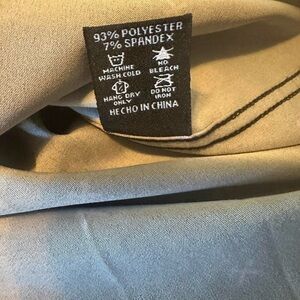 93% POLYESTER
7% SPANDEX
MACHINE
WASH COLD
NO
BLEACH
HANG DRY
ONLY
DO NOT
IRON
HECHO IN CHINA